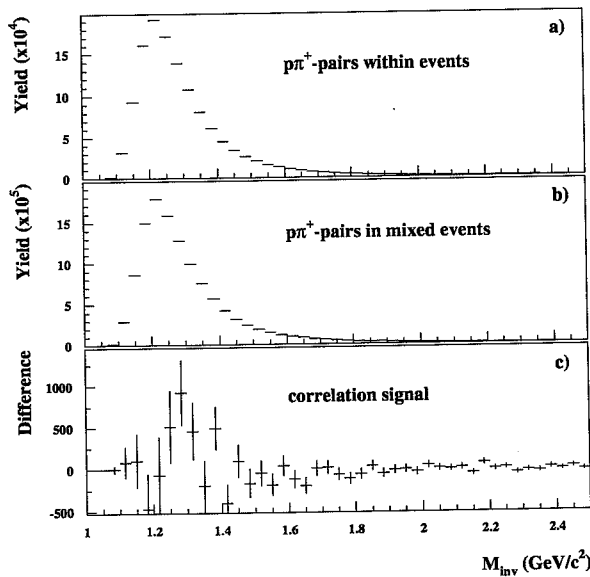 Yield (x10⁴)
15
10
5
0
a)
pπ⁺-pairs within events
Yield (x10⁵)
15
10
5
0
b)
pπ⁺-pairs in mixed events
Difference
1000
500
0
-500
c)
correlation signal
1 1.2 1.4 1.6 1.8 2 2.2 2.4
M_inv (GeV/c²)